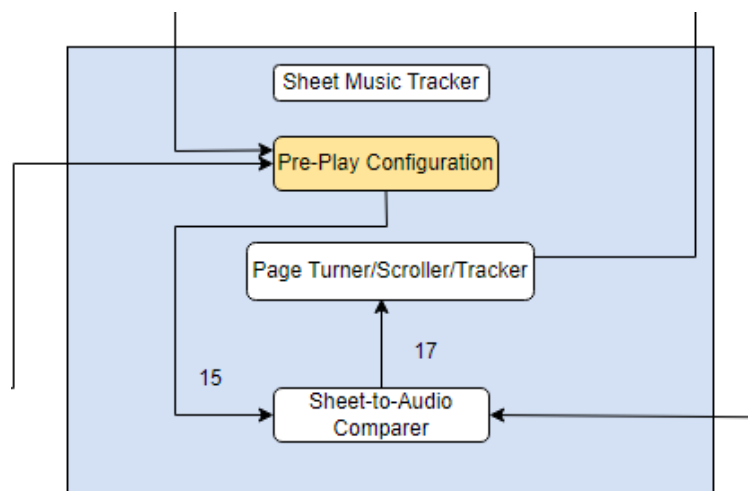 Sheet Music Tracker
Pre-Play Configuration
Page Turner/Scroller/Tracker
17
15
Sheet-to-Audio
Comparer